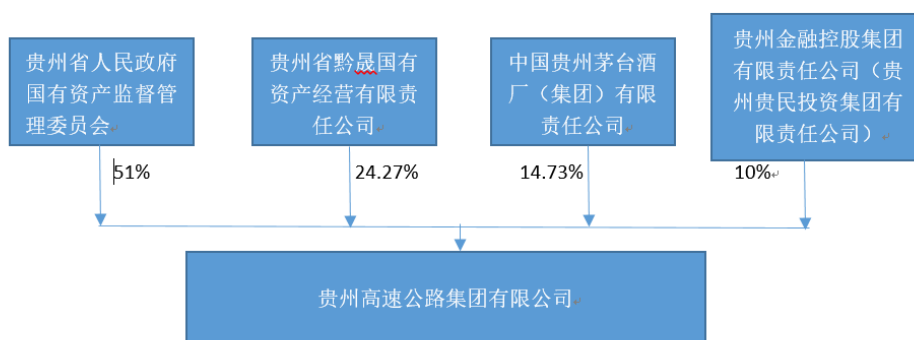 贵州省人民政府
国有资产监督管
理委员会
贵州省黔晟国有
资产经营有限责
任公司
中国贵州茅台酒
厂（集团）有限
责任公司
贵州金融控股集团
有限责任公司（贵
州贵民投资集团有
限责任公司）
51%
24.27%
14.73%
10%
贵州高速公路集团有限公司